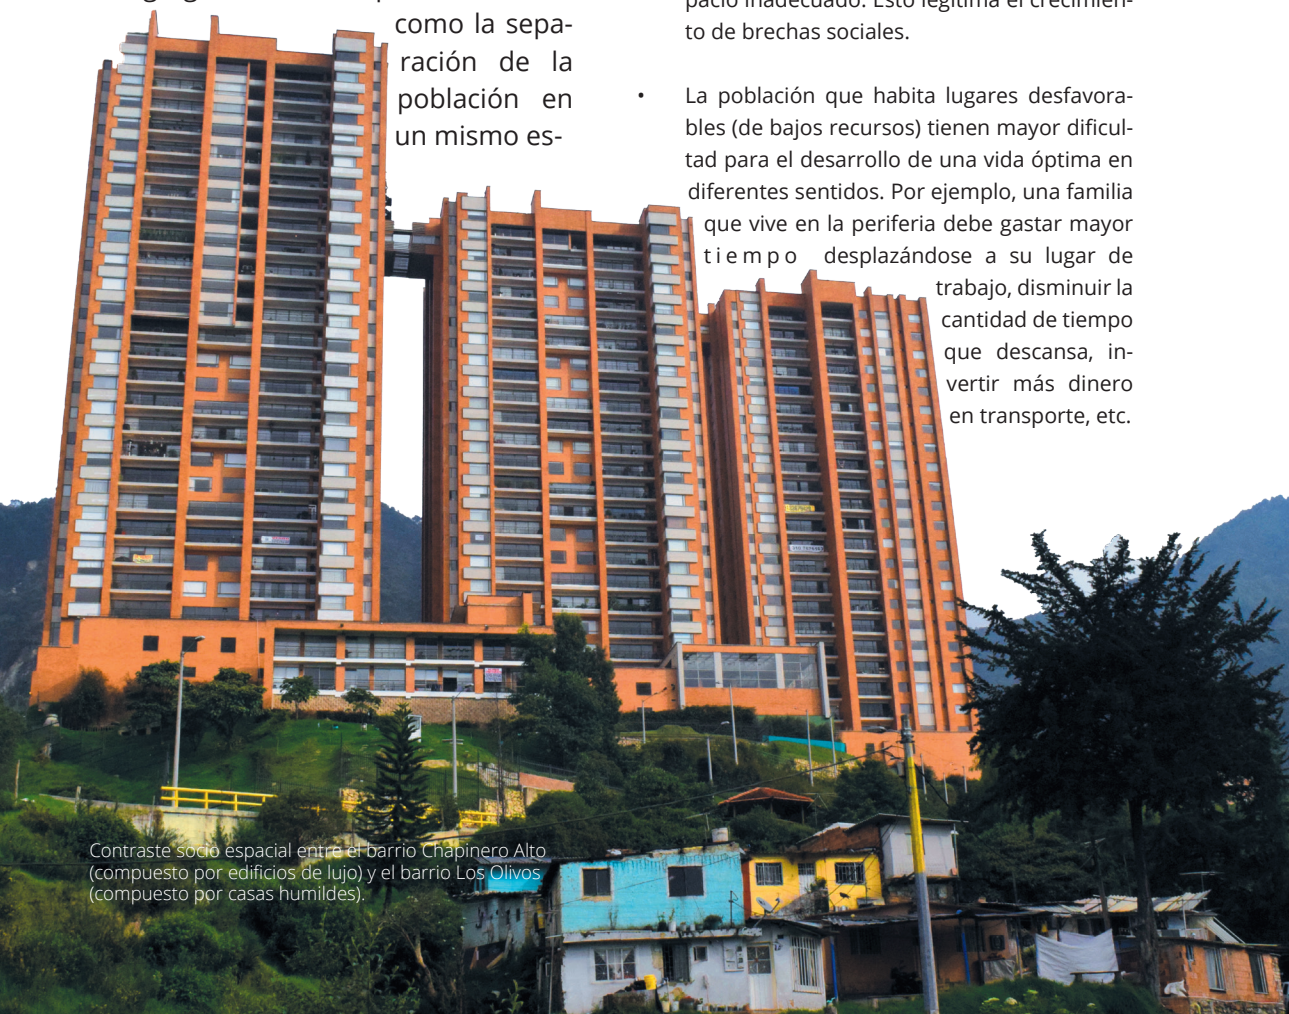 como la sepa-
ración de la
población en
un mismo es-
to de brechas sociales.
• La población que habita lugares desfavora-
bles (de bajos recursos) tienen mayor dificul-
tad para el desarrollo de una vida óptima en
diferentes sentidos. Por ejemplo, una familia
que vive en la periferia debe gastar mayor
tiempo desplazándose a su lugar de
trabajo, disminuir la
cantidad de tiempo
que descansa, in-
vertir más dinero
en transporte, etc.
Contraste socio espacial entre el barrio Chapinero Alto
(compuesto por edificios de lujo) y el barrio Los Olivos
(compuesto por casas humildes).